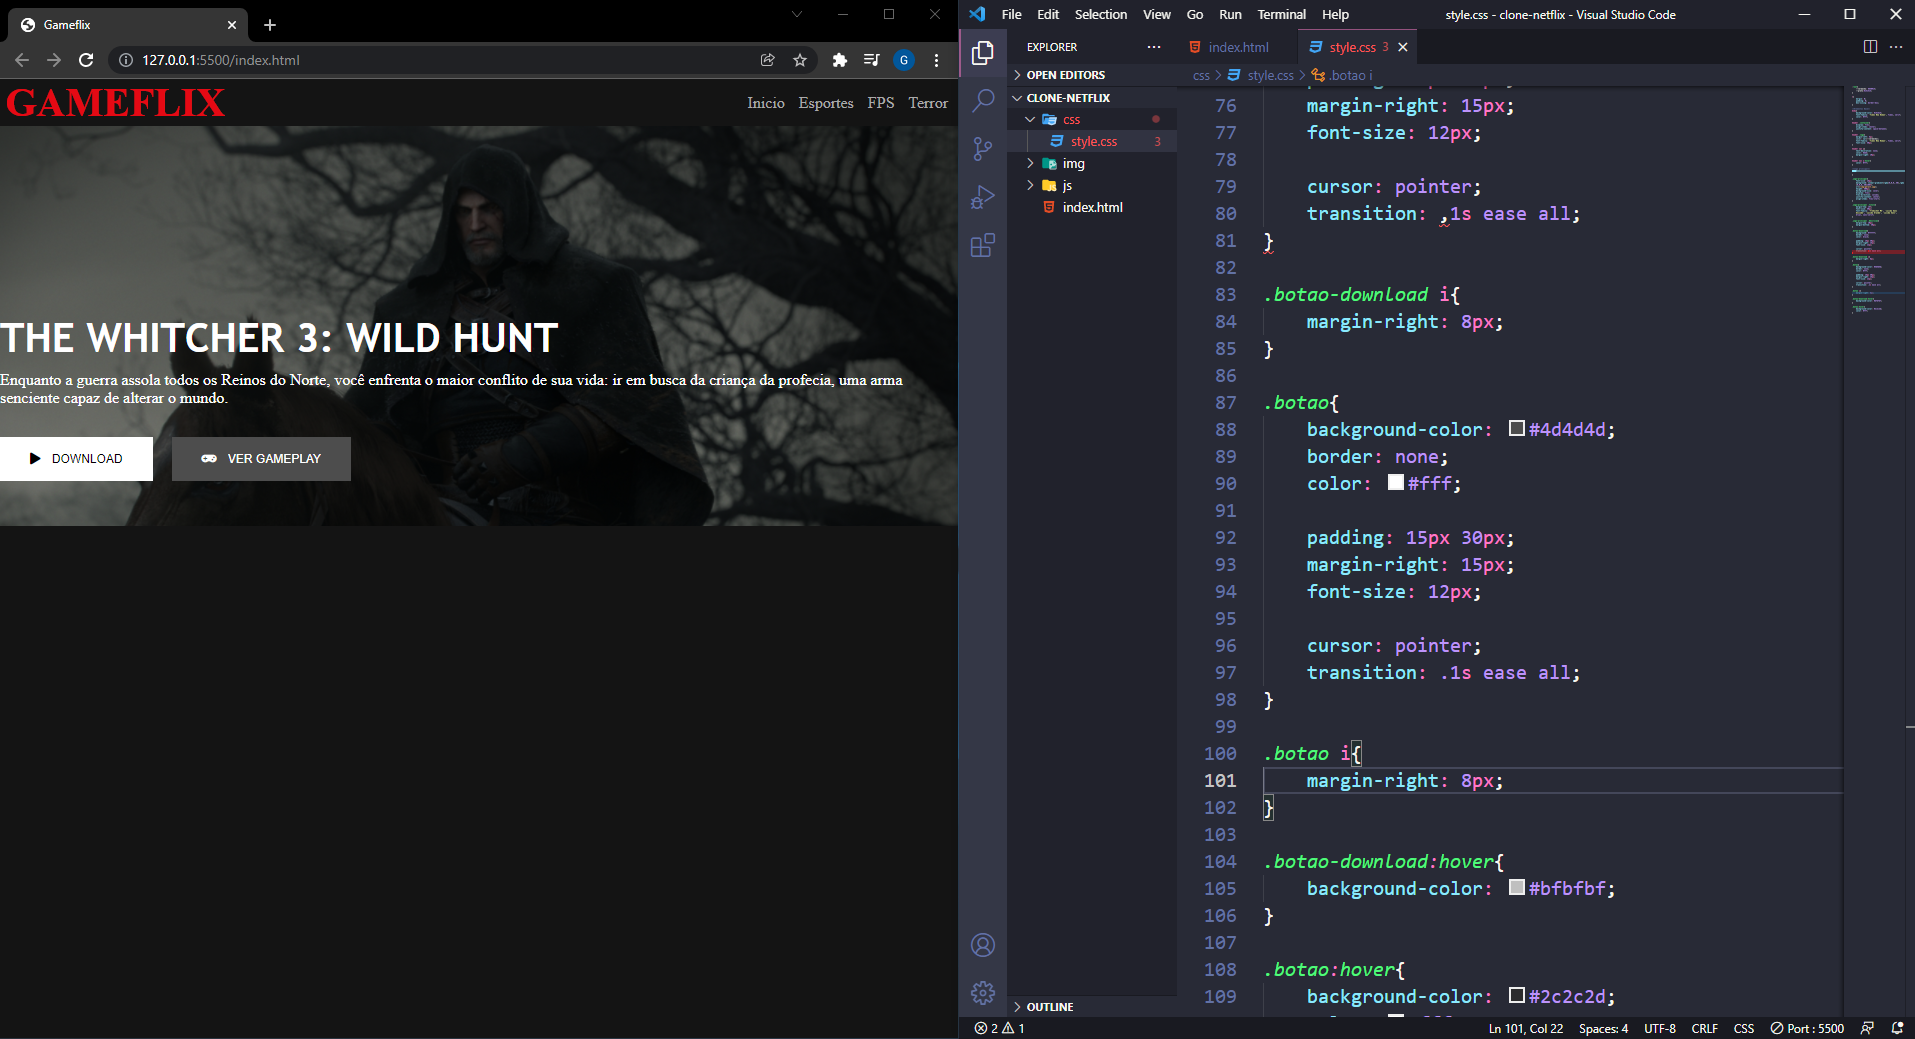 Gameflix
127.0.0.1:5500/index.html
G
GAMEFLIX
Inicio Esportes FPS Terror
THE WHITCHER 3: WILD HUNT
Enquanto a guerra assola todos os Reinos do Norte, você enfrenta o maior conflito de sua vida: ir em busca da criança da profecia, uma arma
senciente capaz de alterar o mundo.
DOWNLOAD
VER GAMEPLAY
File Edit Selection View Go Run Terminal Help
style.css - clone-netflix - Visual Studio Code
EXPLORER
OPEN EDITORS
CLONE-NETFLIX
css
style.css 3
img
js
index.html
index.html
style.css 3
css > style.css > .botao i
76 margin-right: 15px;
77 font-size: 12px;
78
79 cursor: pointer;
80 transition: ,1s ease all;
81 }
82
83 .botao-download i{
84 margin-right: 8px;
85 }
86
87 .botao{
88 background-color: #4d4d4d;
89 border: none;
90 color: #fff;
91
92 padding: 15px 30px;
93 margin-right: 15px;
94 font-size: 12px;
95
96 cursor: pointer;
97 transition: .1s ease all;
98 }
99
100 .botao i{
101 margin-right: 8px;
102 }
103
104 .botao-download:hover{
105 background-color: #bfbfbf;
106 }
107
108 .botao:hover{
109 background-color: #2c2c2d;
OUTLINE
2 1
Ln 101, Col 22 Spaces: 4 UTF-8 CRLF CSS Port : 5500